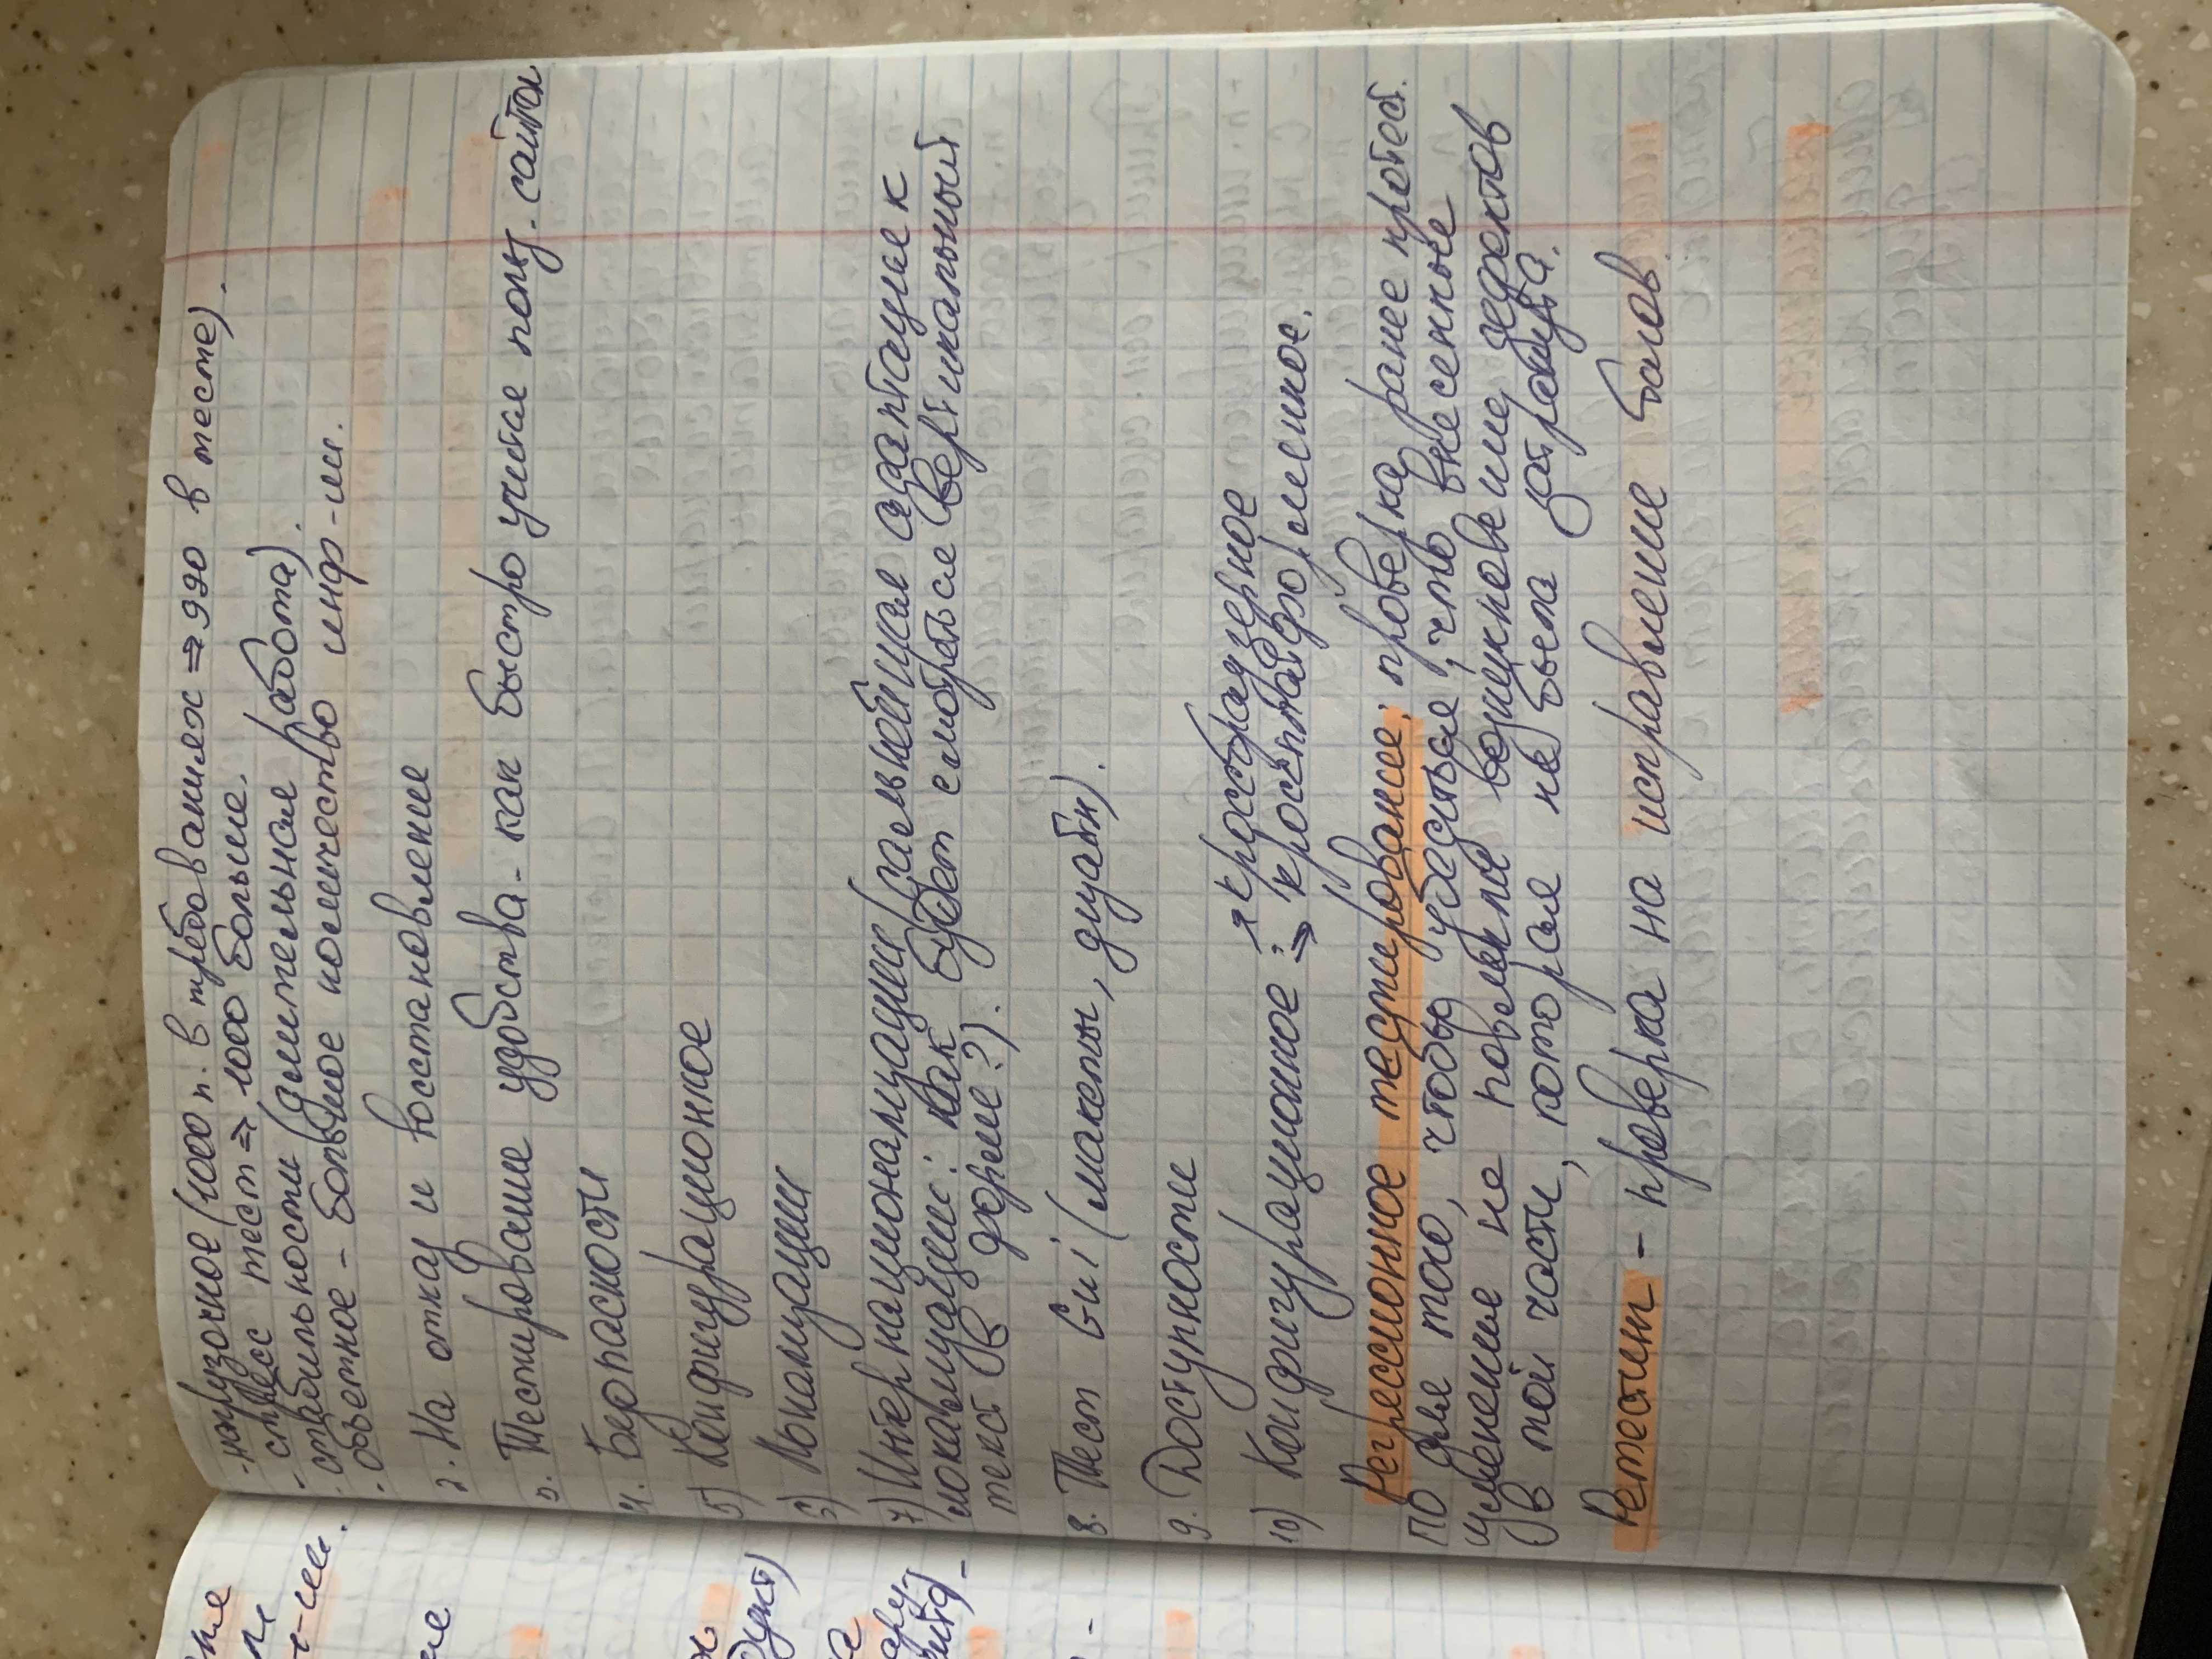 ния
- нагрузочное (1000 п. в требованиях ⇒ 990 в тесте).
- стресс тест ⇒ 1000 больше.
- стабильности (длительная работа).
- объемное - большое количество инф-ии.
2. На отказ и восстановление
3. Тестирование удобства - как быстро учится польз. сайтом
4. Безопасности
5) Конфигурационное
6) Локализации
7) Интернационализации (дальнейшая адаптация к
локализации: как будет смотреться вертикальный
текст в форме?).
8. Тест Gui (макеты, дизайн).
9. Доступности
→ кроссбраузерное
10) Конфигурационное : → кроссплатформенное.
Регрессионное тестирование: проверка ранее протест.
ПО для того, чтобы убедиться, что внесенные
изменения не повлекли возникновение дефектов
в той части, которая не была затронута.
Ретестинг - проверка на исправление багов.